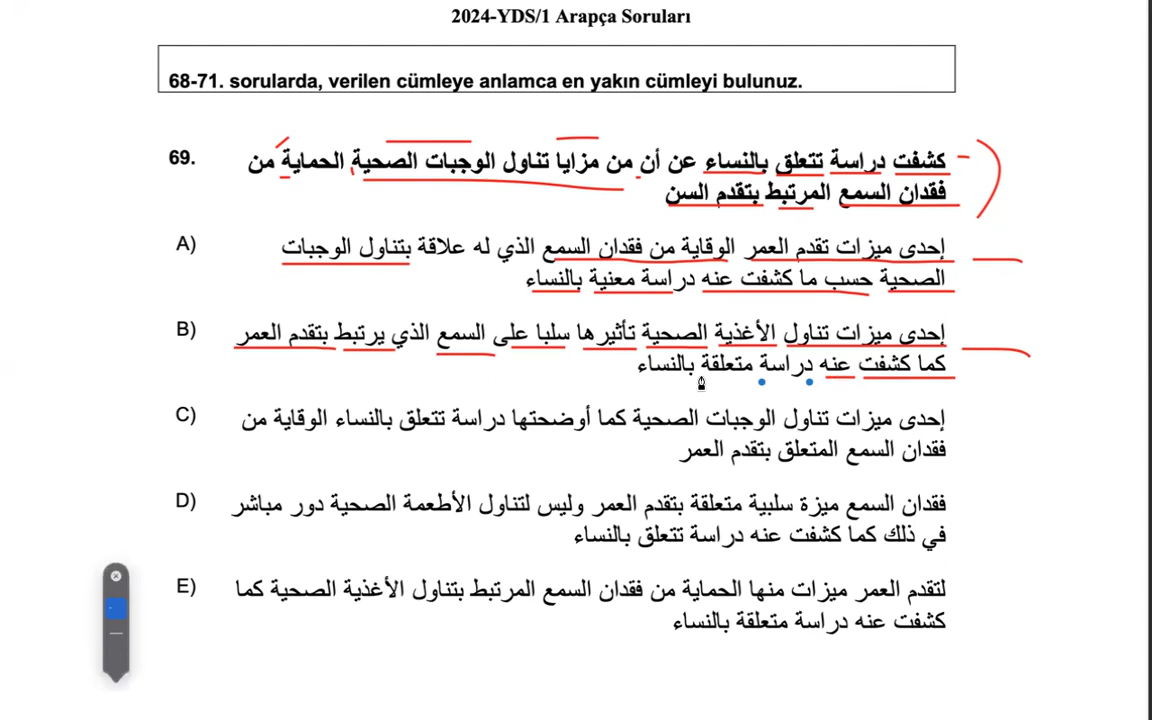 2024-YDS/1 Arapça Soruları
68-71. sorularda, verilen cümleye anlamca en yakın cümleyi bulunuz.
69. كشفت دراسة تتعلق بالنساء عن أن من مزايا تناول الوجبات الصحية الحماية من
فقدان السمع المرتبط بتقدم السن
A) إحدى ميزات تقدم العمر الوقاية من فقدان السمع الذي له علاقة بتناول الوجبات
الصحية حسب ما كشفت عنه دراسة معنية بالنساء
B) إحدى ميزات تناول الأغذية الصحية تأثيرها سلبا على السمع الذي يرتبط بتقدم العمر
كما كشفت عنه دراسة متعلقة بالنساء
C) إحدى ميزات تناول الوجبات الصحية كما أوضحتها دراسة تتعلق بالنساء الوقاية من
فقدان السمع المتعلق بتقدم العمر
D) فقدان السمع ميزة سلبية متعلقة بتقدم العمر وليس لتناول الأطعمة الصحية دور مباشر
في ذلك كما كشفت عنه دراسة تتعلق بالنساء
E) لتقدم العمر ميزات منها الحماية من فقدان السمع المرتبط بتناول الأغذية الصحية كما
كشفت عنه دراسة متعلقة بالنساء